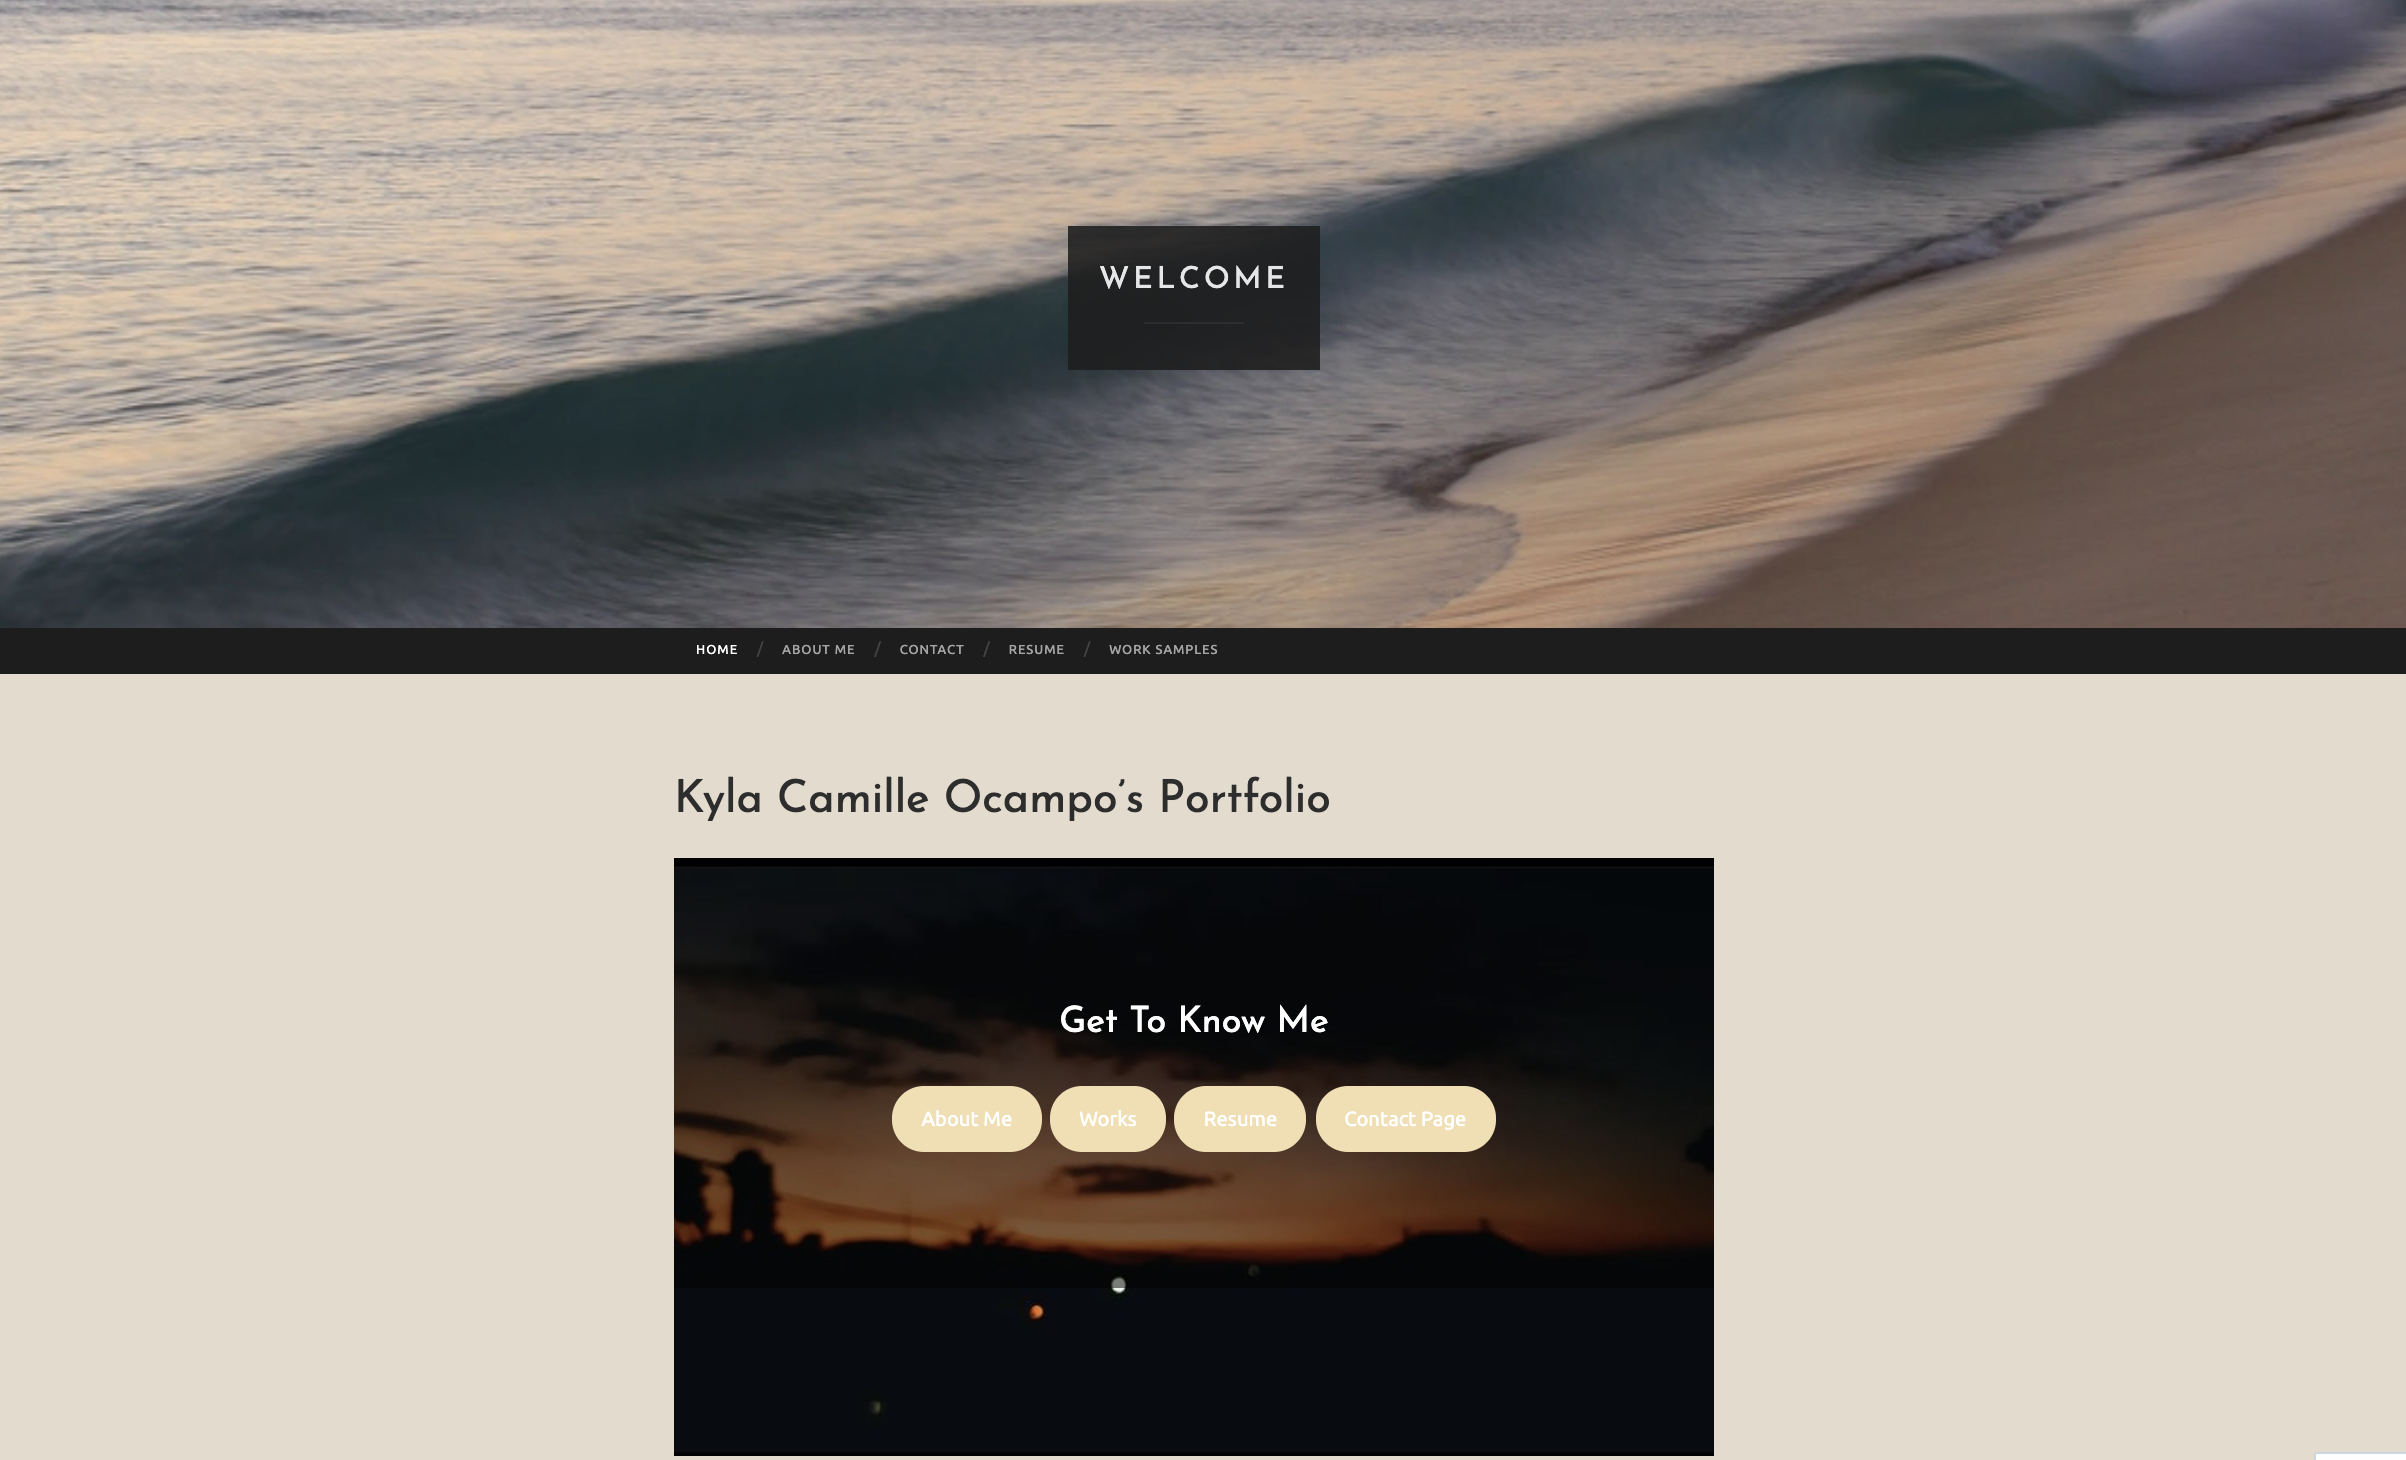 WELCOME
HOME / ABOUT ME / CONTACT / RESUME / WORK SAMPLES
Kyla Camille Ocampo’s Portfolio
Get To Know Me
About Me Works Resume Contact Page